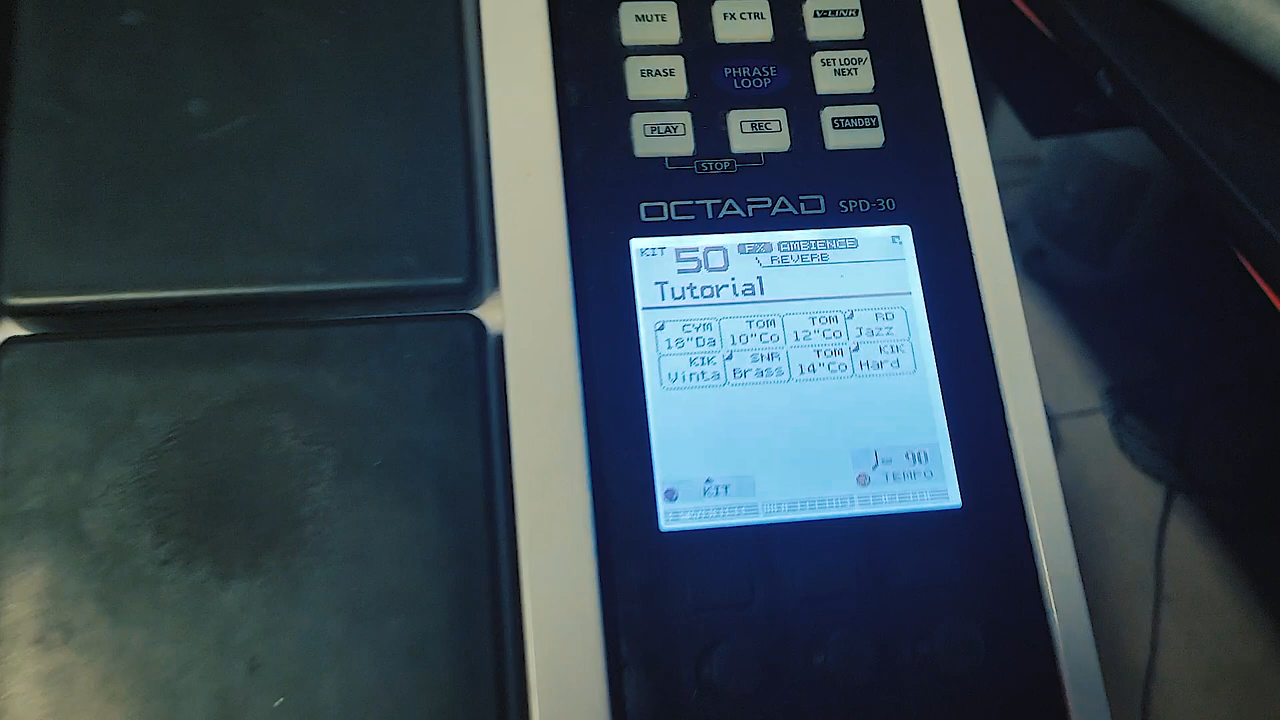 MUTE FX CTRL V-LINK
ERASE PHRASE LOOP SET LOOP/NEXT
PLAY REC STANDBY
STOP
OCTAPAD SPD-30
KIT 50 FX AMBIENCE
REVERB
Tutorial
CYM TOM TOM RD
18"Da 10"Co 12"Co Jazz
KIK SNR TOM KIK
Vinta Brass 14"Co Hard
♩= 90
KIT TEMPO